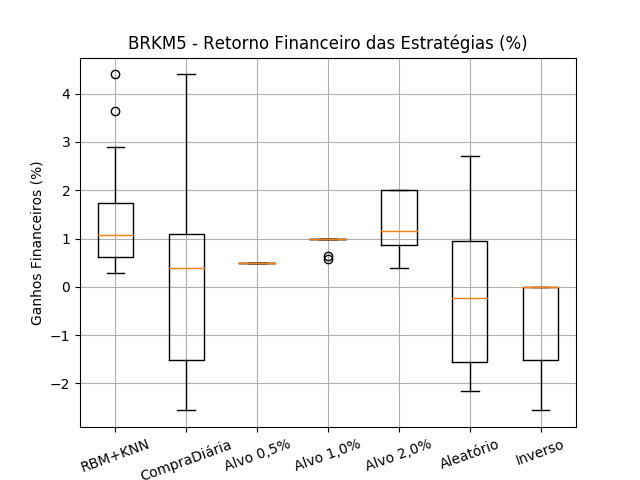 BRKM5 - Retorno Financeiro das Estratégias (%)
Ganhos Financeiros (%)
4
3
2
1
0
−1
−2
RBM+KNN
CompraDiária
Alvo 0,5%
Alvo 1,0%
Alvo 2,0%
Aleatório
Inverso